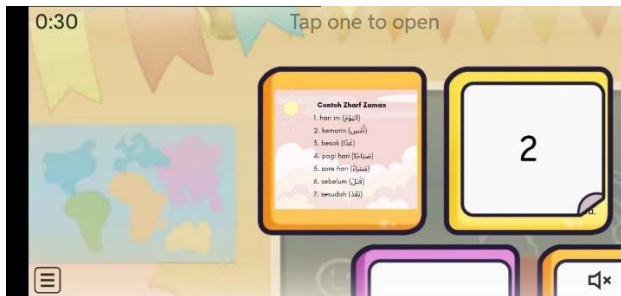 0:30
Tap one to open
Contoh Zharf Zaman
1. hari ini (اليَوْمَ)
2. kemarin (أَمْسِ)
3. besok (غَدًا)
4. pagi hari (صَبَاحًا)
5. sore hari (مَسَاءً)
6. sebelum (قَبْلَ)
7. sesudah (بَعْدَ)
2